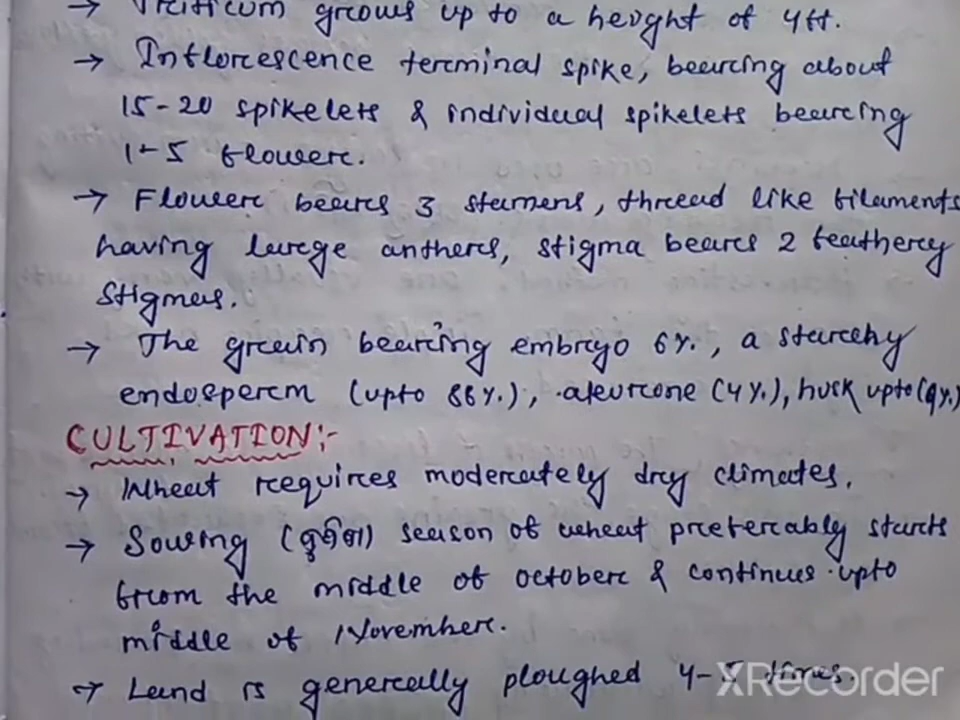 → Triticum grows up to a height of 4ft.
→ Inflorescence terminal spike, bearing about
15-20 spikelets & individual spikelets bearing
1-5 flower.
→ Flower bears 3 stamens, thread like filaments
having large anthers, stigma bears 2 feathery
stigmas.
→ The grain bearing embryo 6%., a starchy
endosperm (upto 86%.), aleurone (4%.), husk upto (9%.)
CULTIVATION:-
→ Wheat requires moderately dry climates.
→ Sowing season of wheat preferably starts
from the middle of october & continues upto
middle of November.
→ Land is generally ploughed 4-5 times.
XRecorder